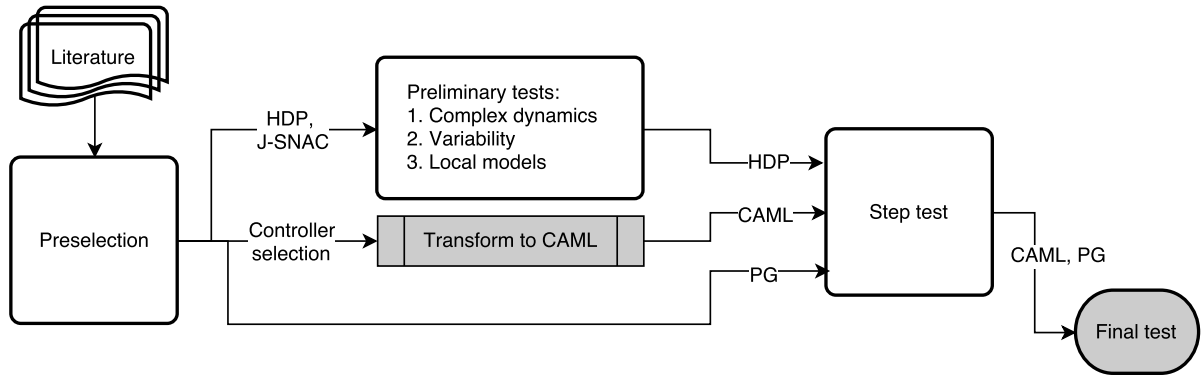 Literature
Preselection
HDP,
J-SNAC
Preliminary tests:
1. Complex dynamics
2. Variability
3. Local models
Controller
selection
Transform to CAML
HDP
CAML
PG
Step test
CAML, PG
Final test